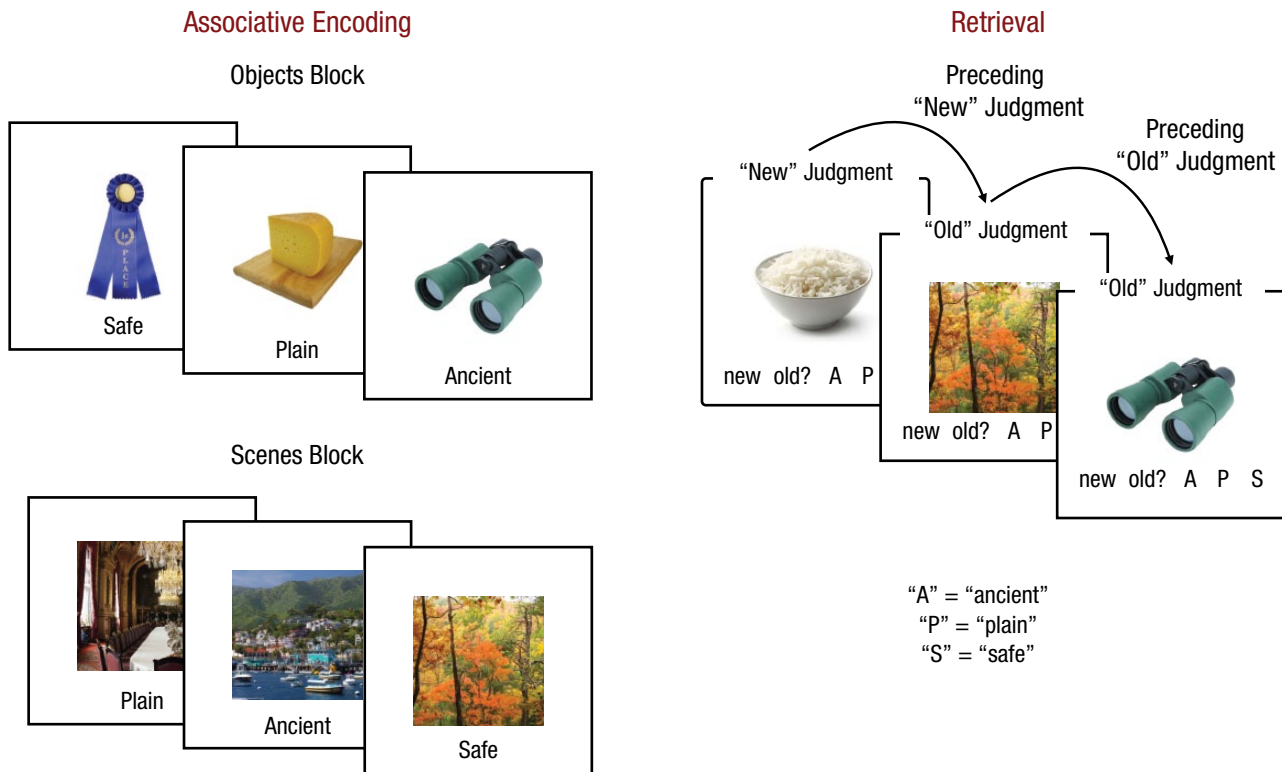 Associative Encoding
Objects Block
PLACE
Safe
Plain
Ancient
Scenes Block
Plain
Ancient
Safe
Retrieval
Preceding
“New” Judgment
Preceding
“Old” Judgment
“New” Judgment
new old? A P
“Old” Judgment
new old? A P
“Old” Judgment
new old? A P S
“A” = “ancient”
“P” = “plain”
“S” = “safe”